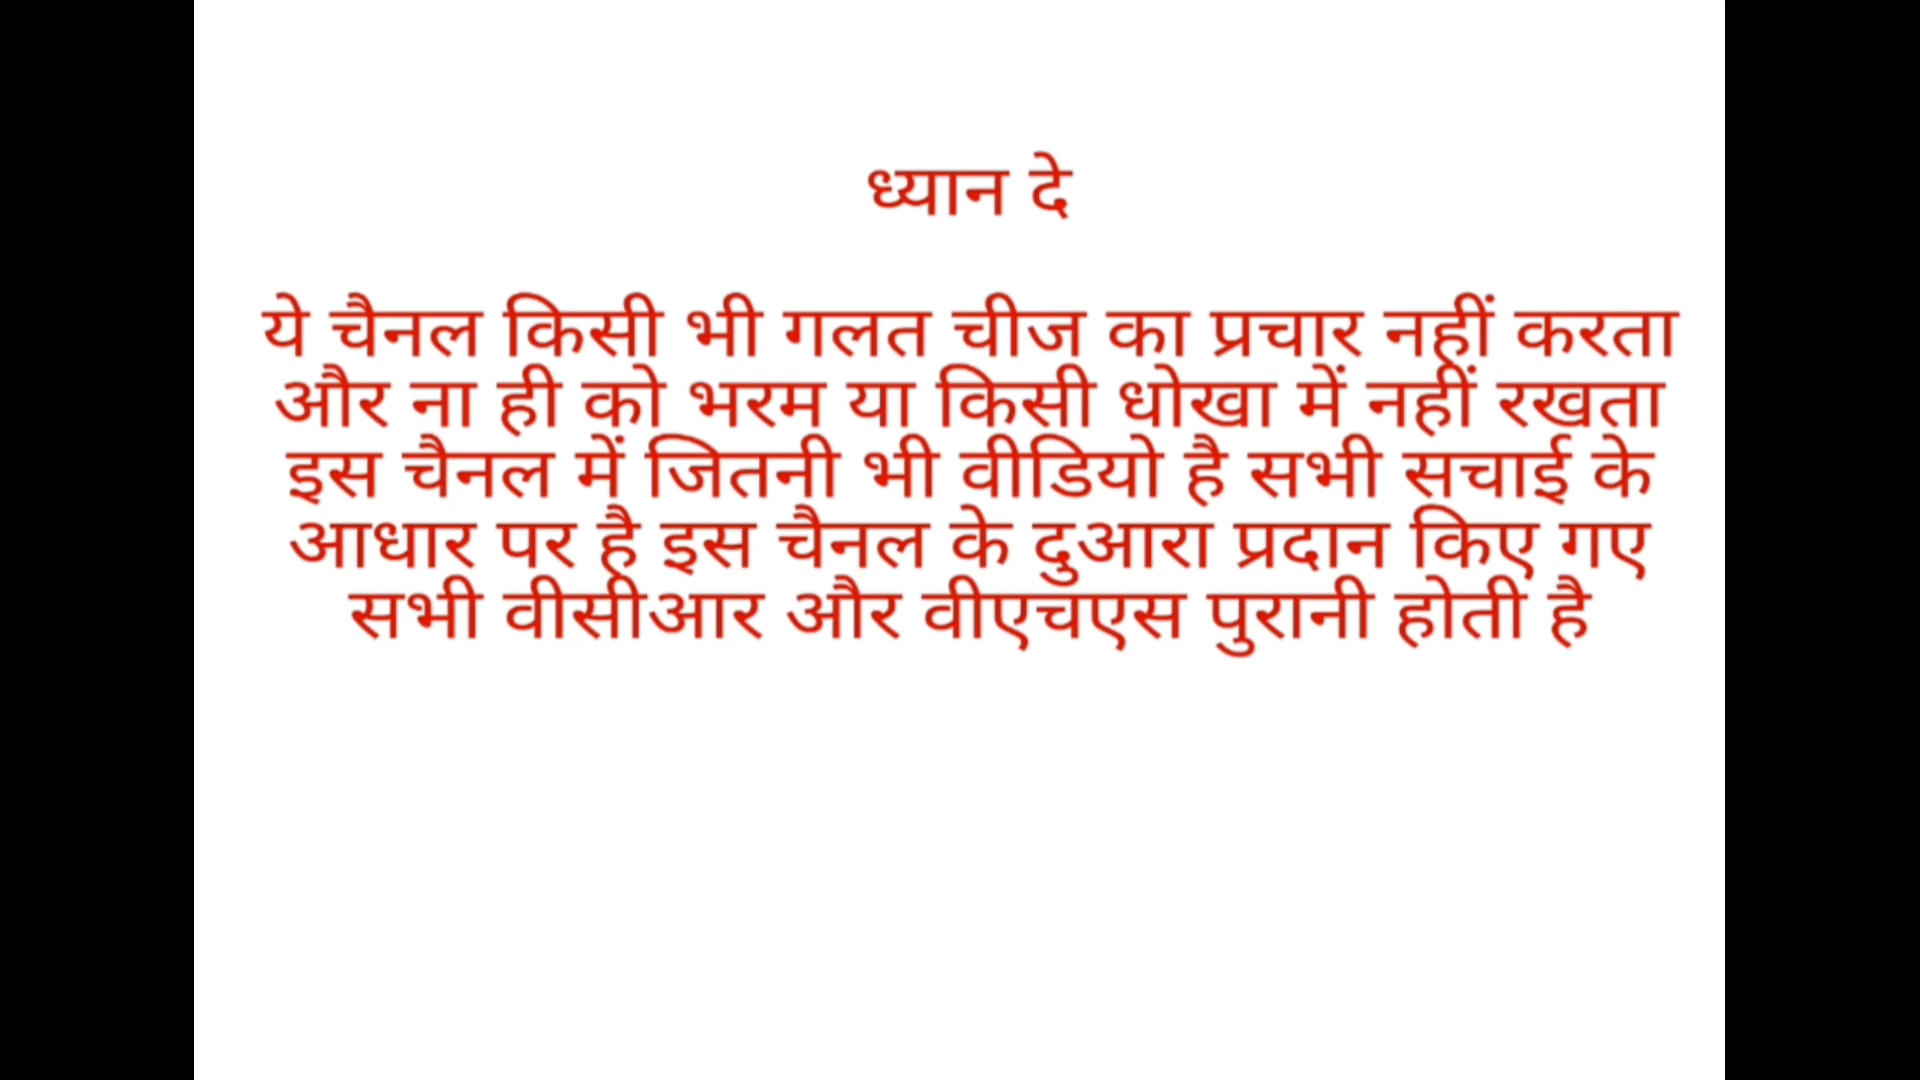 ध्यान दे
ये चैनल किसी भी गलत चीज का प्रचार नहीं करता
और ना ही को भरम या किसी धोखा में नहीं रखता
इस चैनल में जितनी भी वीडियो है सभी सचाई के
आधार पर है इस चैनल के दुआरा प्रदान किए गए
सभी वीसीआर और वीएचएस पुरानी होती है